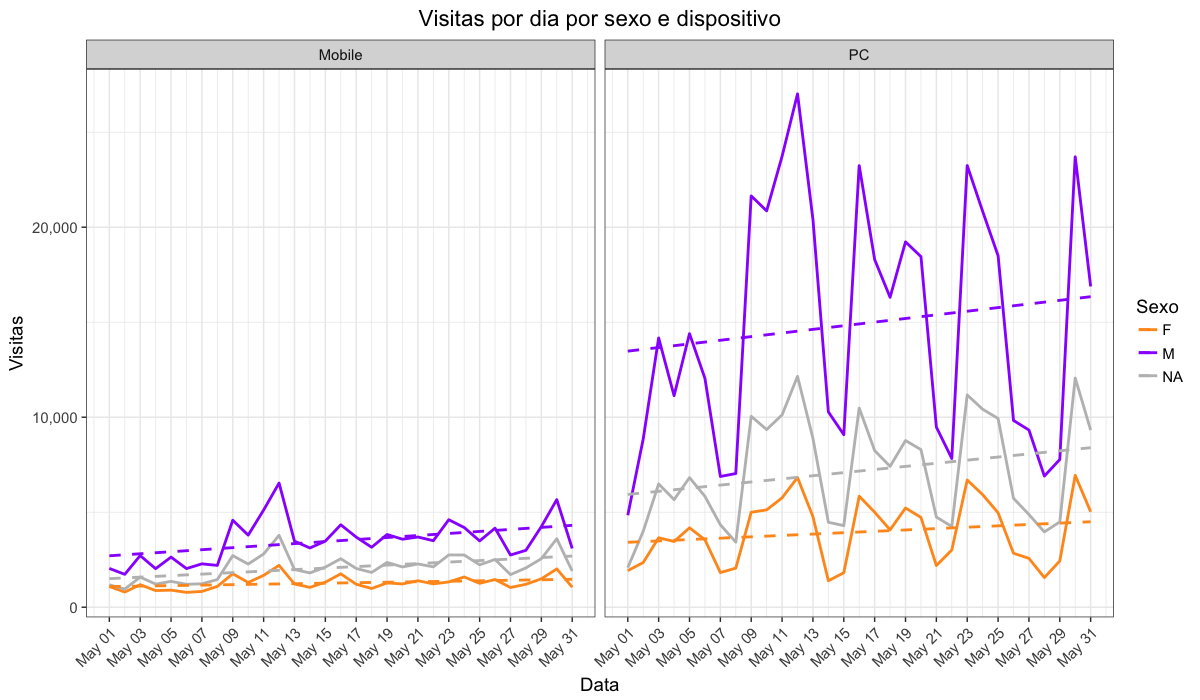 Visitas por dia por sexo e dispositivo
Mobile
PC
Visitas
20,000
10,000
0
May 01
May 03
May 05
May 07
May 09
May 11
May 13
May 15
May 17
May 19
May 21
May 23
May 25
May 27
May 29
May 31
May 01
May 03
May 05
May 07
May 09
May 11
May 13
May 15
May 17
May 19
May 21
May 23
May 25
May 27
May 29
May 31
Data
Sexo
F
M
NA